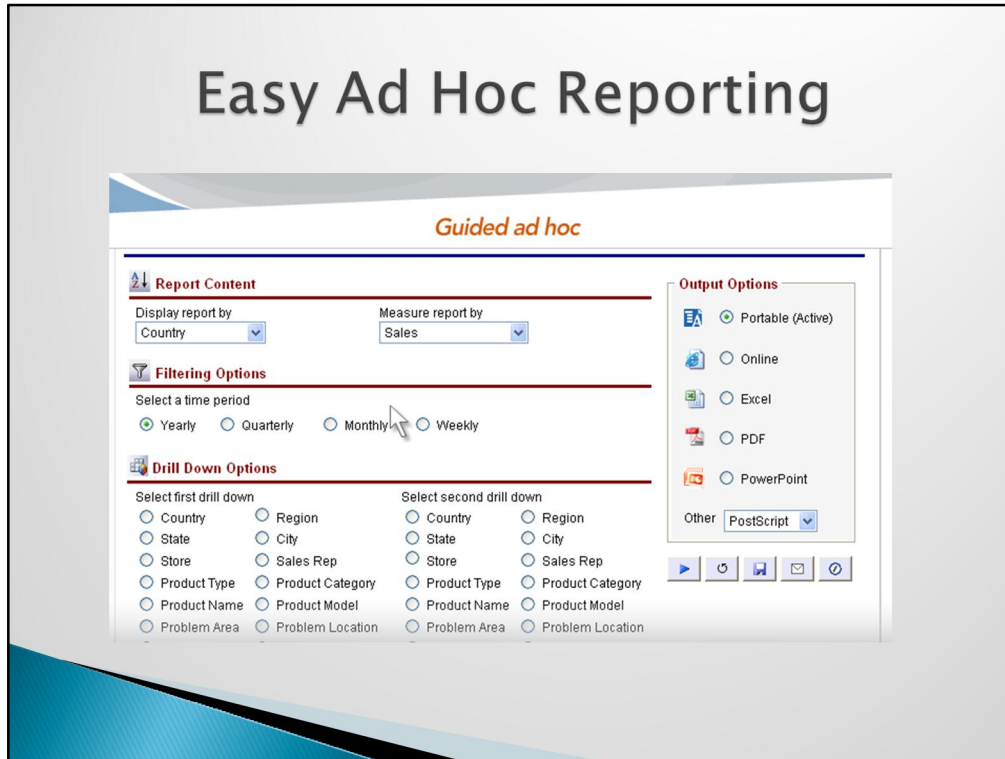 Easy Ad Hoc Reporting
Guided ad hoc
Report Content
Display report by
Measure report by
Country
Sales
Filtering Options
Select a time period
Yearly Quarterly Monthly Weekly
Drill Down Options
Select first drill down
Country Region
State City
Store Sales Rep
Product Type Product Category
Product Name Product Model
Problem Area Problem Location
Select second drill down
Country Region
State City
Store Sales Rep
Product Type Product Category
Product Name Product Model
Problem Area Problem Location
Output Options
Portable (Active)
Online
Excel
PDF
PowerPoint
Other PostScript